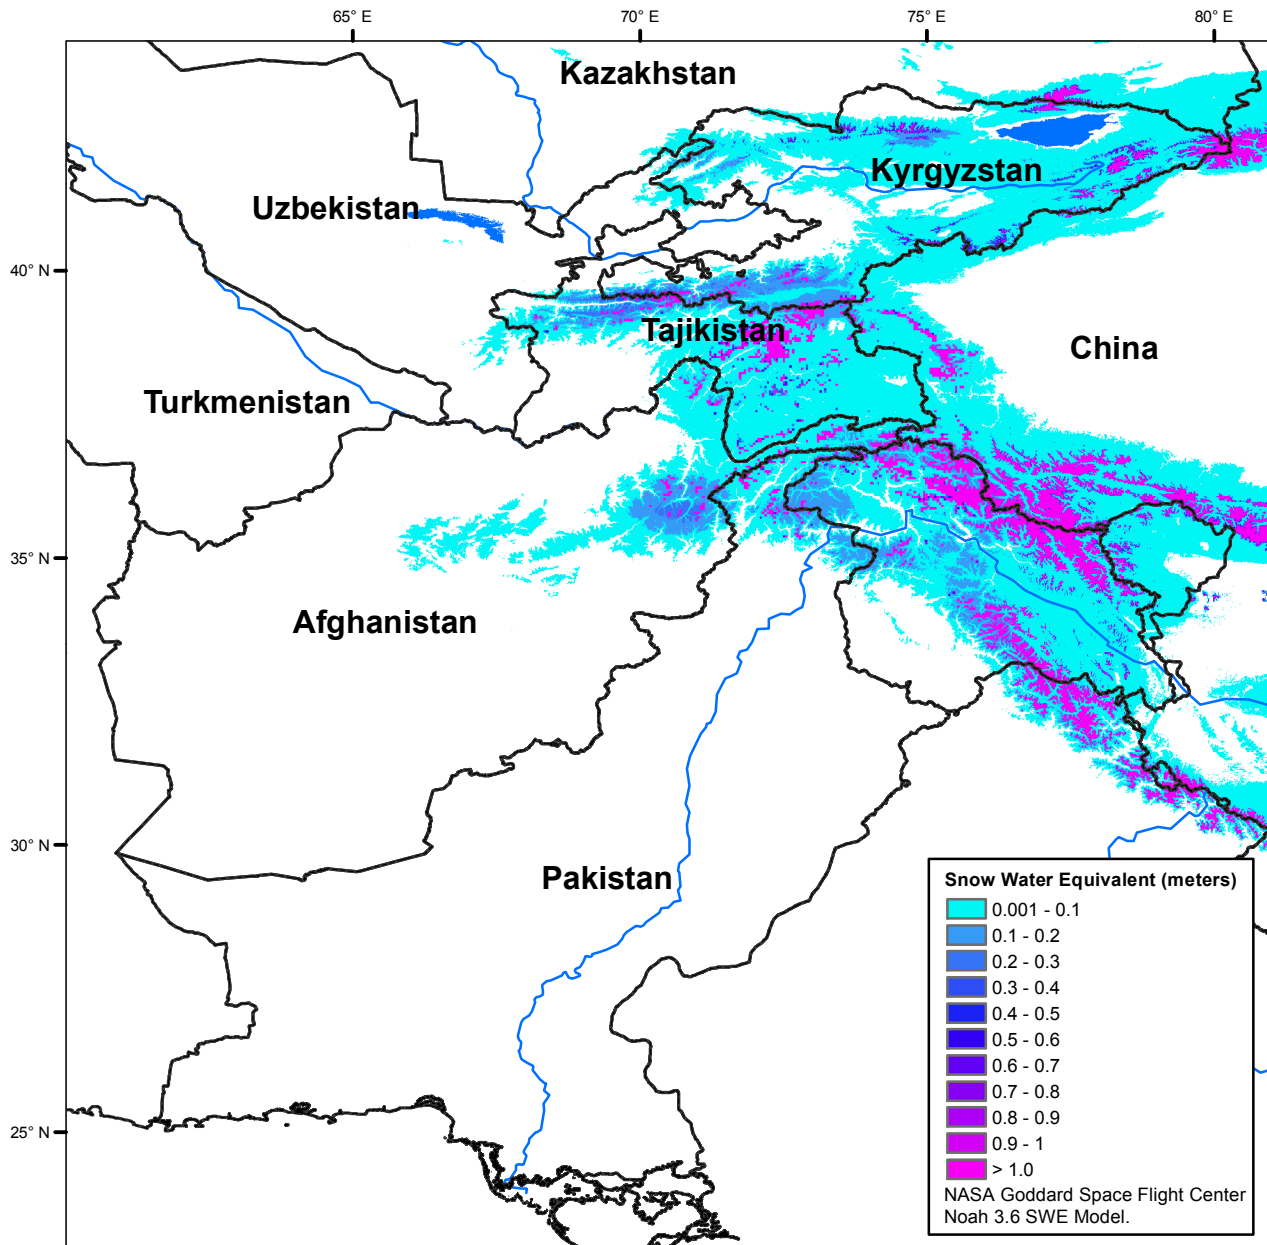 65° E
70° E
75° E
80° E
Kazakhstan
Kyrgyzstan
Uzbekistan
40° N
Tajikistan
China
Turkmenistan
35° N
Afghanistan
30° N
Pakistan
25° N
Snow Water Equivalent (meters)
0.001 - 0.1
0.1 - 0.2
0.2 - 0.3
0.3 - 0.4
0.4 - 0.5
0.5 - 0.6
0.6 - 0.7
0.7 - 0.8
0.8 - 0.9
0.9 - 1
> 1.0
NASA Goddard Space Flight Center
Noah 3.6 SWE Model.